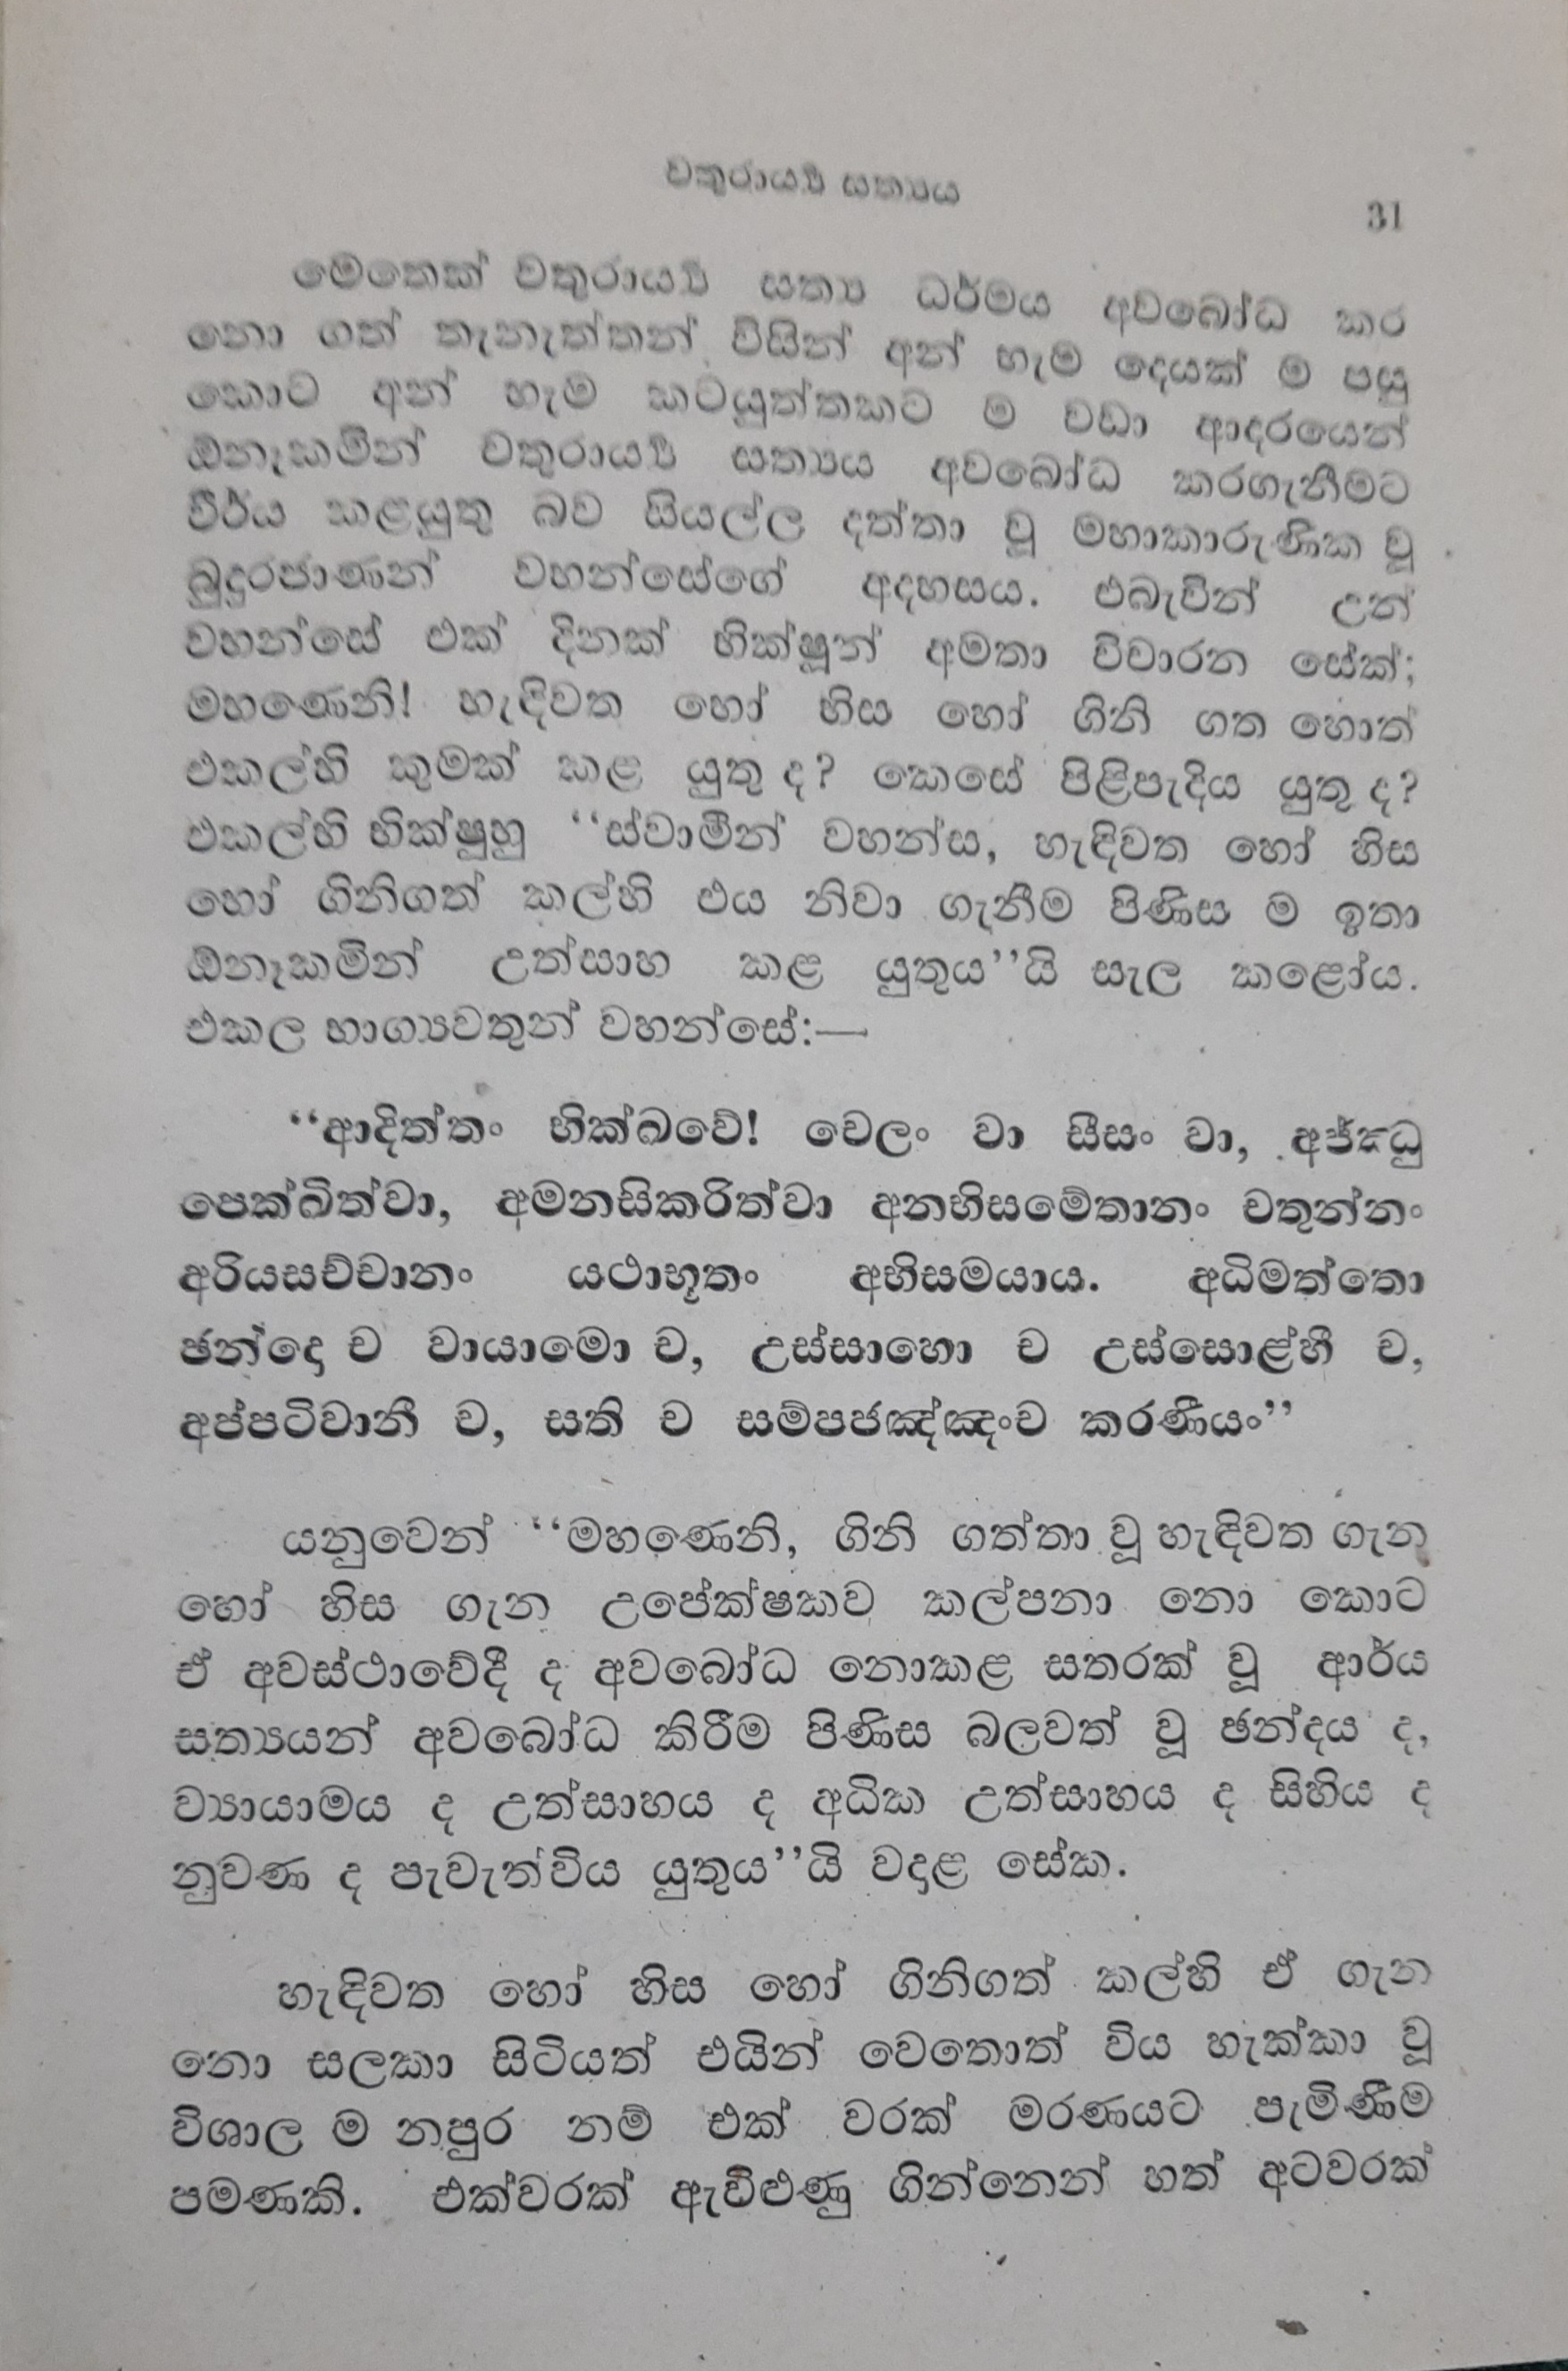 චතුරාර්ය්‍ය සත්‍යය
31
මෙතෙක් චතුරාර්ය්‍ය සත්‍ය ධර්මය අවබෝධ කර
නො ගත් තැනැත්තන් විසින් අන් හැම දෙයක් ම පසු
කොට අන් හැම කටයුත්තකට ම වඩා ආදරයෙන්
ඕනෑකමින් චතුරාර්ය්‍ය සත්‍යය අවබෝධ කරගැනීමට
වීර්ය කළයුතු බව සියල්ල දත්තා වූ මහාකාරුණික වූ
බුදුරජාණන් වහන්සේගේ අදහසය. එබැවින් උන්
වහන්සේ එක් දිනක් භික්ෂූන් අමතා විචාරන සේක්;
මහණෙනි! හැඳිවත හෝ හිස හෝ ගිනි ගත හොත්
එකල්හි කුමක් කළ යුතු ද? කෙසේ පිළිපැදිය යුතු ද?
එකල්හි භික්ෂූහු “ස්වාමීන් වහන්ස, හැඳිවත හෝ හිස
හෝ ගිනිගත් කල්හි එය නිවා ගැනීම පිණිස ම ඉතා
ඕනෑකමින් උත්සාහ කළ යුතුය”යි සැල කළෝය.
එකල භාග්‍යවතුන් වහන්සේ:—
“ආදිත්තං භික්ඛවේ! චෙලං වා සීසං වා, අජ්ඣු
පෙක්ඛිත්වා, අමනසිකරිත්වා අනභිසමේතානං චතුන්නං
අරියසච්චානං යථාභූතං අභිසමයාය. අධිමත්තො
ඡන්දො ච වායාමො ච, උස්සාහො ච උස්සොළ්හී ච,
අප්පටිවානී ච, සති ච සම්පජඤ්ඤංච කරණීයං”
යනුවෙන් “මහණෙනි, ගිනි ගත්තා වූ හැඳිවත ගැන
හෝ හිස ගැන උපේක්ෂකව කල්පනා නො කොට
ඒ අවස්ථාවේදී ද අවබෝධ නොකළ සතරක් වූ ආර්ය
සත්‍යයන් අවබෝධ කිරීම පිණිස බලවත් වූ ඡන්දය ද,
ව්‍යායාමය ද උත්සාහය ද අධික උත්සාහය ද සිහිය ද
නුවණ ද පැවැත්විය යුතුය”යි වදාළ සේක.
හැඳිවත හෝ හිස හෝ ගිනිගත් කල්හි ඒ ගැන
නො සලකා සිටියත් එයින් වෙතොත් විය හැක්කා වූ
විශාල ම නපුර නම් එක් වරක් මරණයට පැමිණීම
පමණකි. එක්වරක් ඇවිළුණු ගින්නෙන් හත් අටවරක්